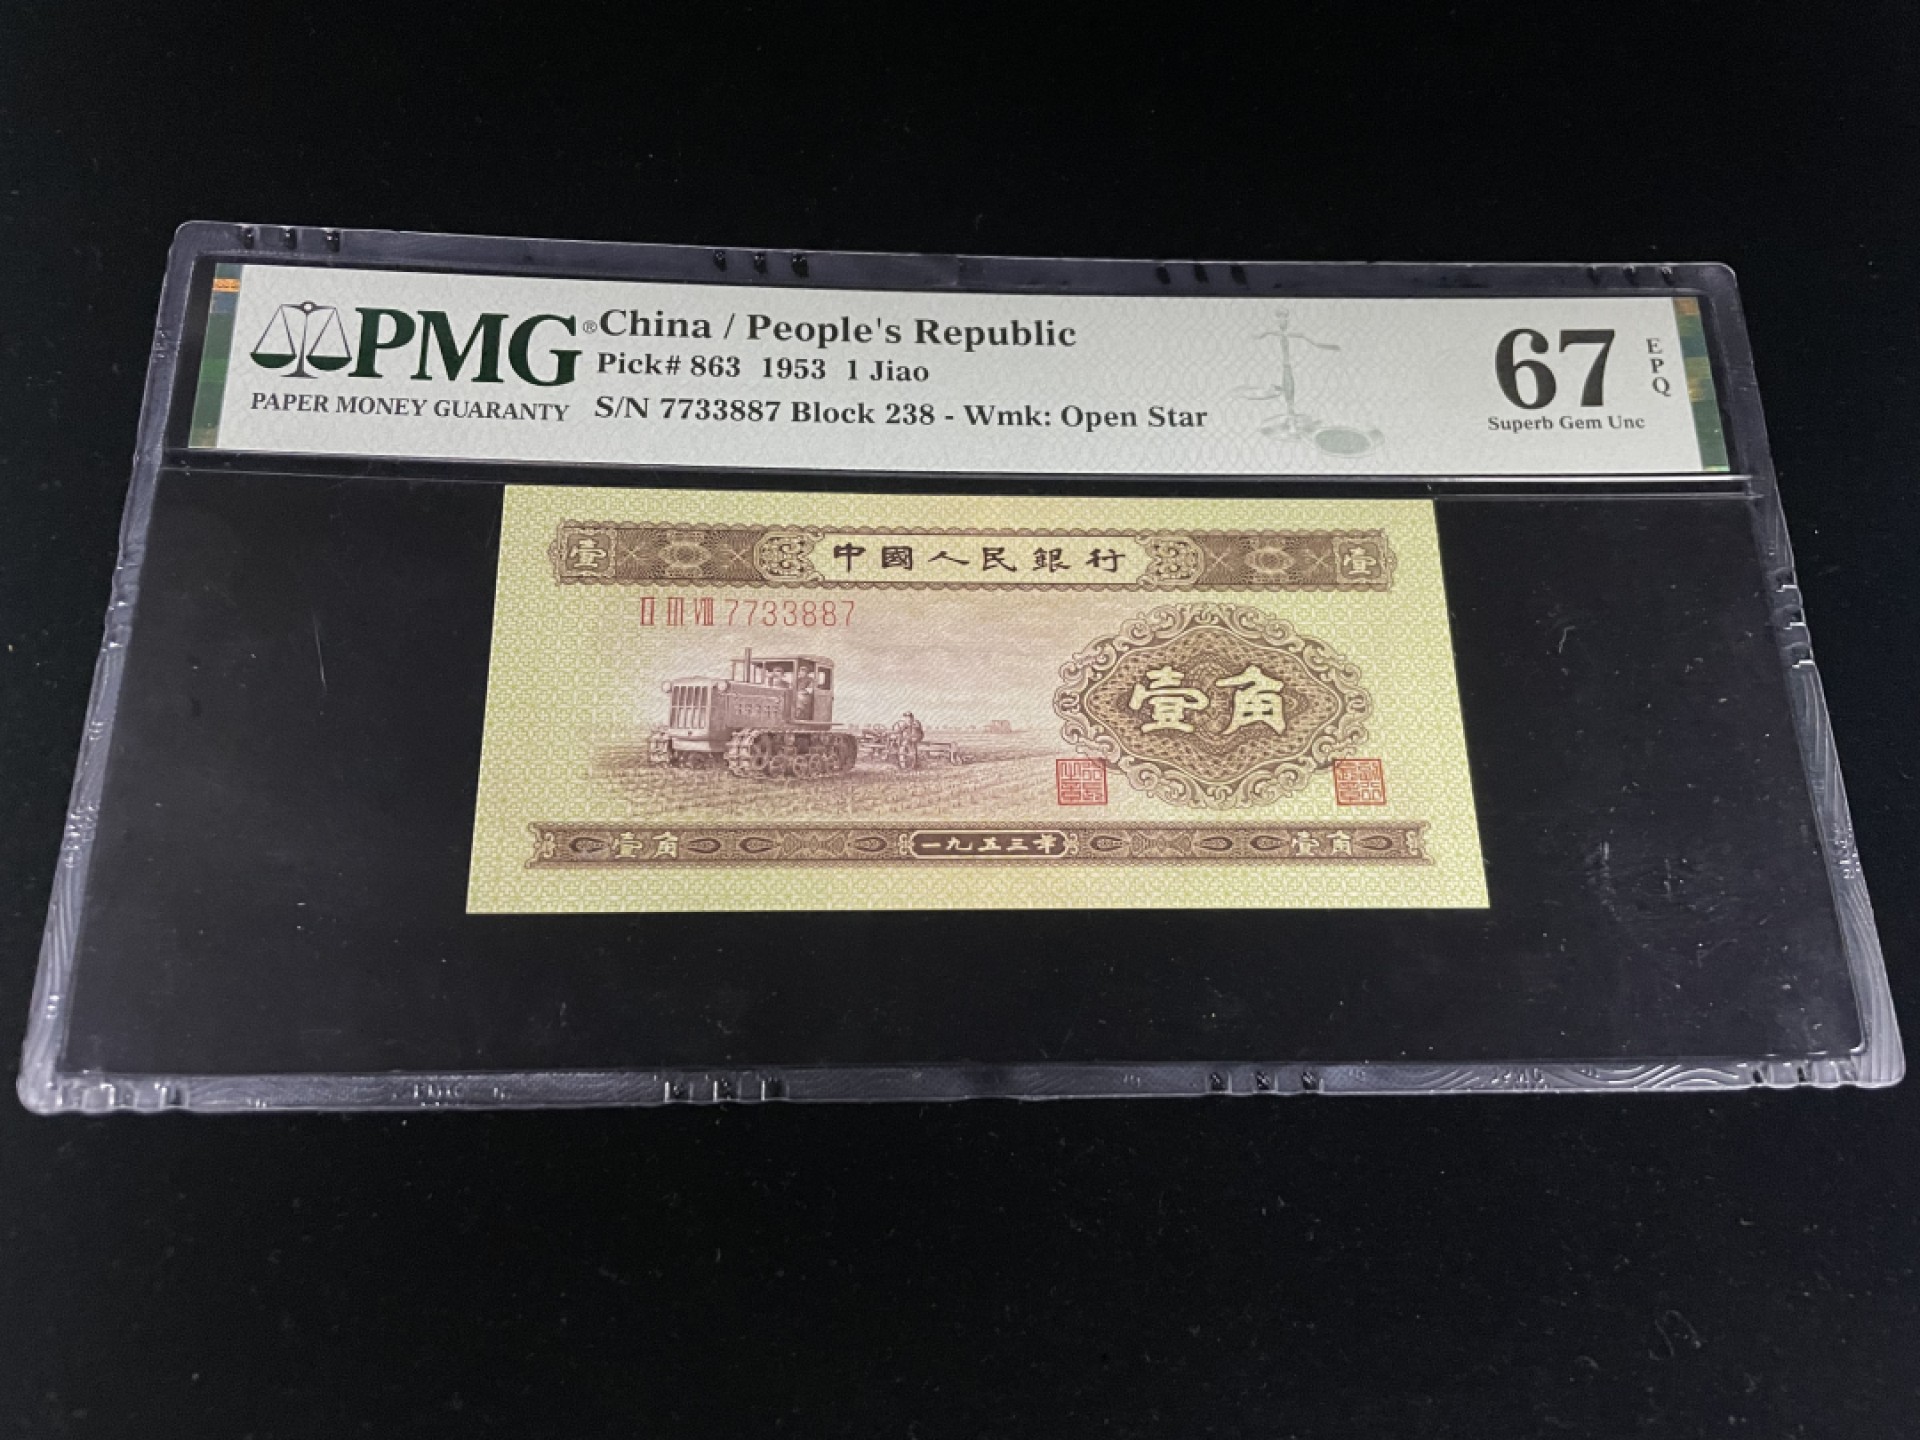 PMG®
PAPER MONEY GUARANTY
China / People's Republic
Pick# 863 1953 1 Jiao
S/N 7733887 Block 238 - Wmk: Open Star
67
EPQ
Superb Gem Unc
壹 中國人民銀行 壹
II III VIII 7733887
壹角
壹角 一九五三年 壹角